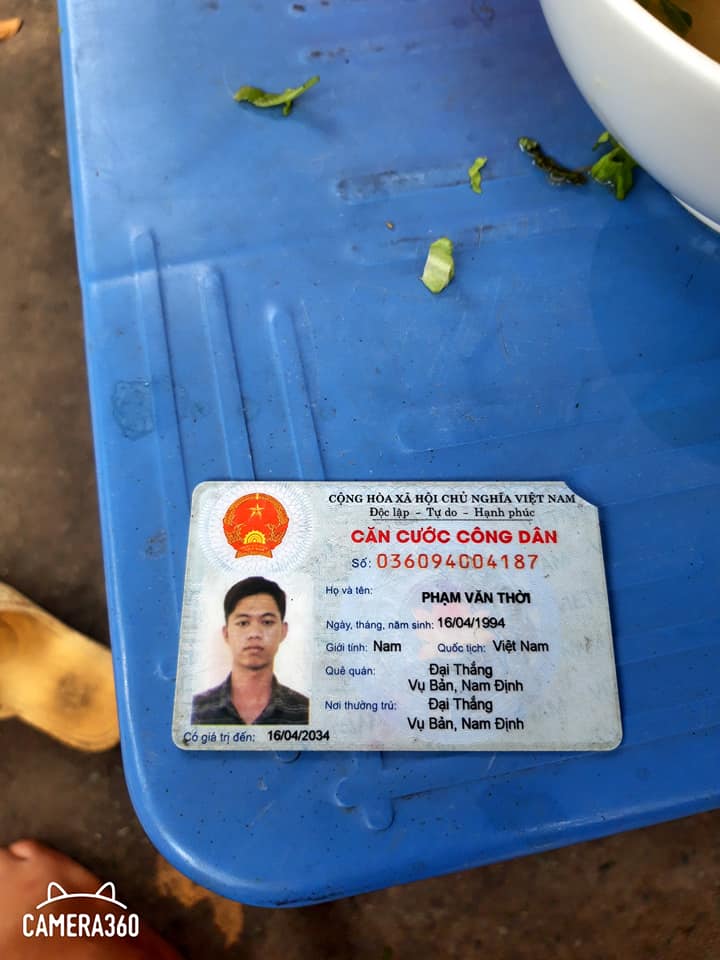 CỘNG HÒA XÃ HỘI CHỦ NGHĨA VIỆT NAM
Độc lập - Tự do - Hạnh phúc
CĂN CƯỚC CÔNG DÂN
Số: 036094004187
Họ và tên:
PHẠM VĂN THỜI
Ngày, tháng, năm sinh: 16/04/1994
Giới tính: Nam Quốc tịch: Việt Nam
Quê quán: Đại Thắng
Vụ Bản, Nam Định
Nơi thường trú: Đại Thắng
Vụ Bản, Nam Định
Có giá trị đến: 16/04/2034
CAMERA360